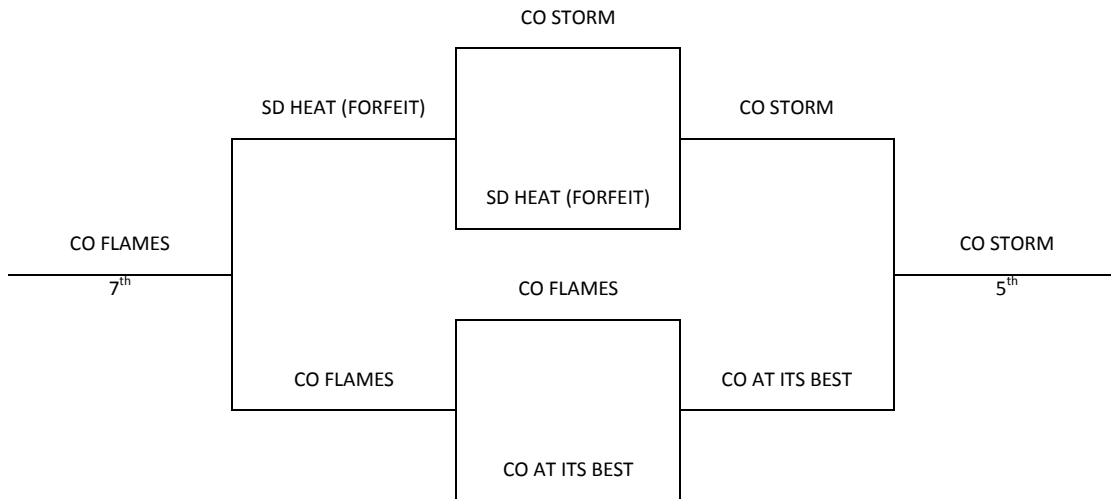 CO STORM
SD HEAT (FORFEIT)
CO STORM
SD HEAT (FORFEIT)
CO FLAMES
CO STORM
7th
CO FLAMES
5th
CO FLAMES
CO AT ITS BEST
CO AT ITS BEST